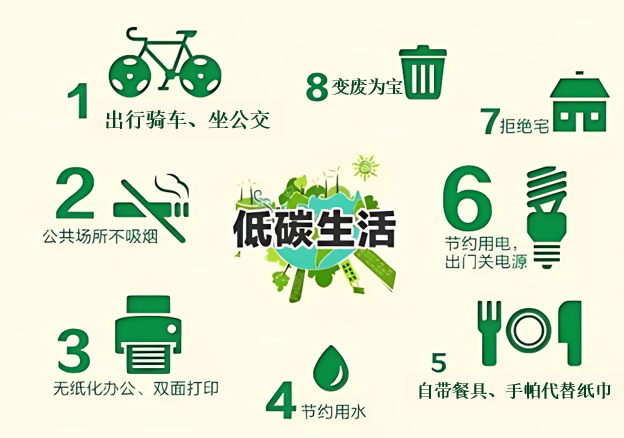 低碳生活
1
出行骑车、坐公交
2
公共场所不吸烟
3
无纸化办公、双面打印
4 节约用水
5
自带餐具、手帕代替纸巾
6
节约用电，
出门关电源
7 拒绝宅
8 变废为宝